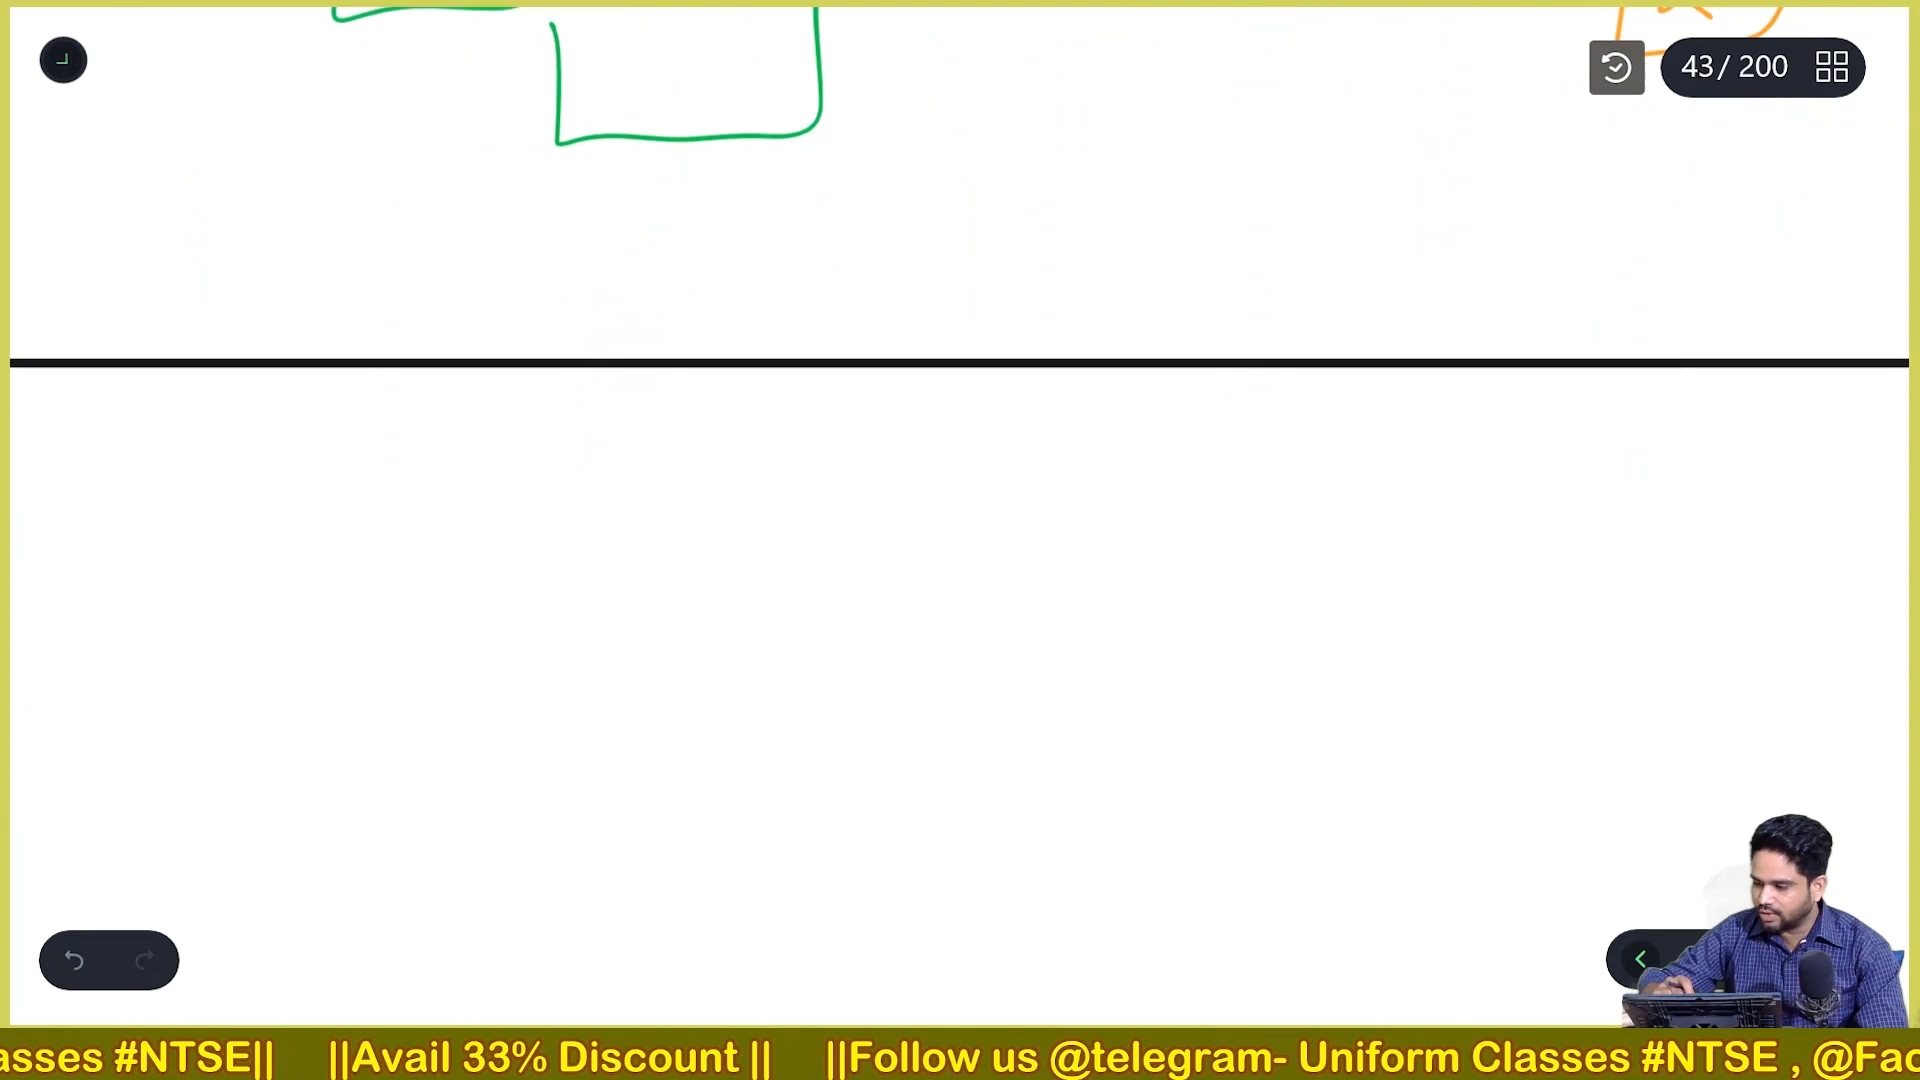 43/ 200
asses #NTSE|| ||Avail 33% Discount || ||Follow us @telegram- Uniform Classes #NTSE , @Fac